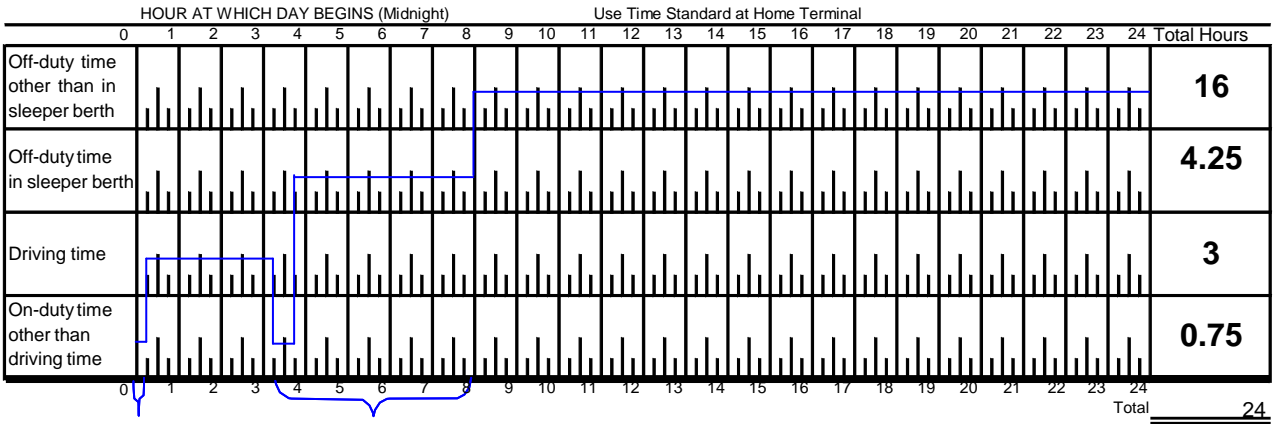 HOUR AT WHICH DAY BEGINS (Midnight) Use Time Standard at Home Terminal
0 1 2 3 4 5 6 7 8 9 10 11 12 13 14 15 16 17 18 19 20 21 22 23 24 Total Hours
Off-duty time
other than in
sleeper berth
16
Off-duty time
in sleeper berth
4.25
Driving time
3
On-duty time
other than
driving time
0.75
0 1 2 3 4 5 6 7 8 9 10 11 12 13 14 15 16 17 18 19 20 21 22 23 24
Total 24